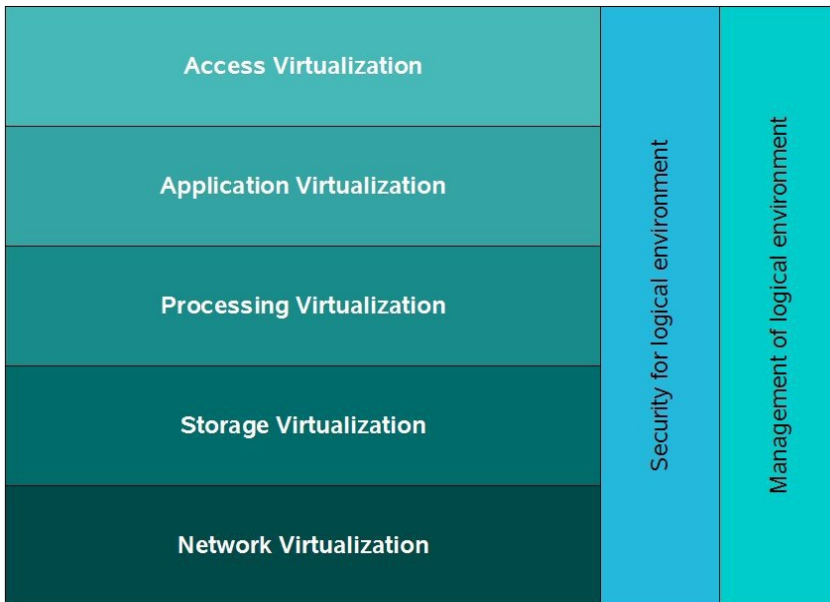 Access Virtualization
Application Virtualization
Processing Virtualization
Storage Virtualization
Network Virtualization
Security for logical environment
Management of logical environment